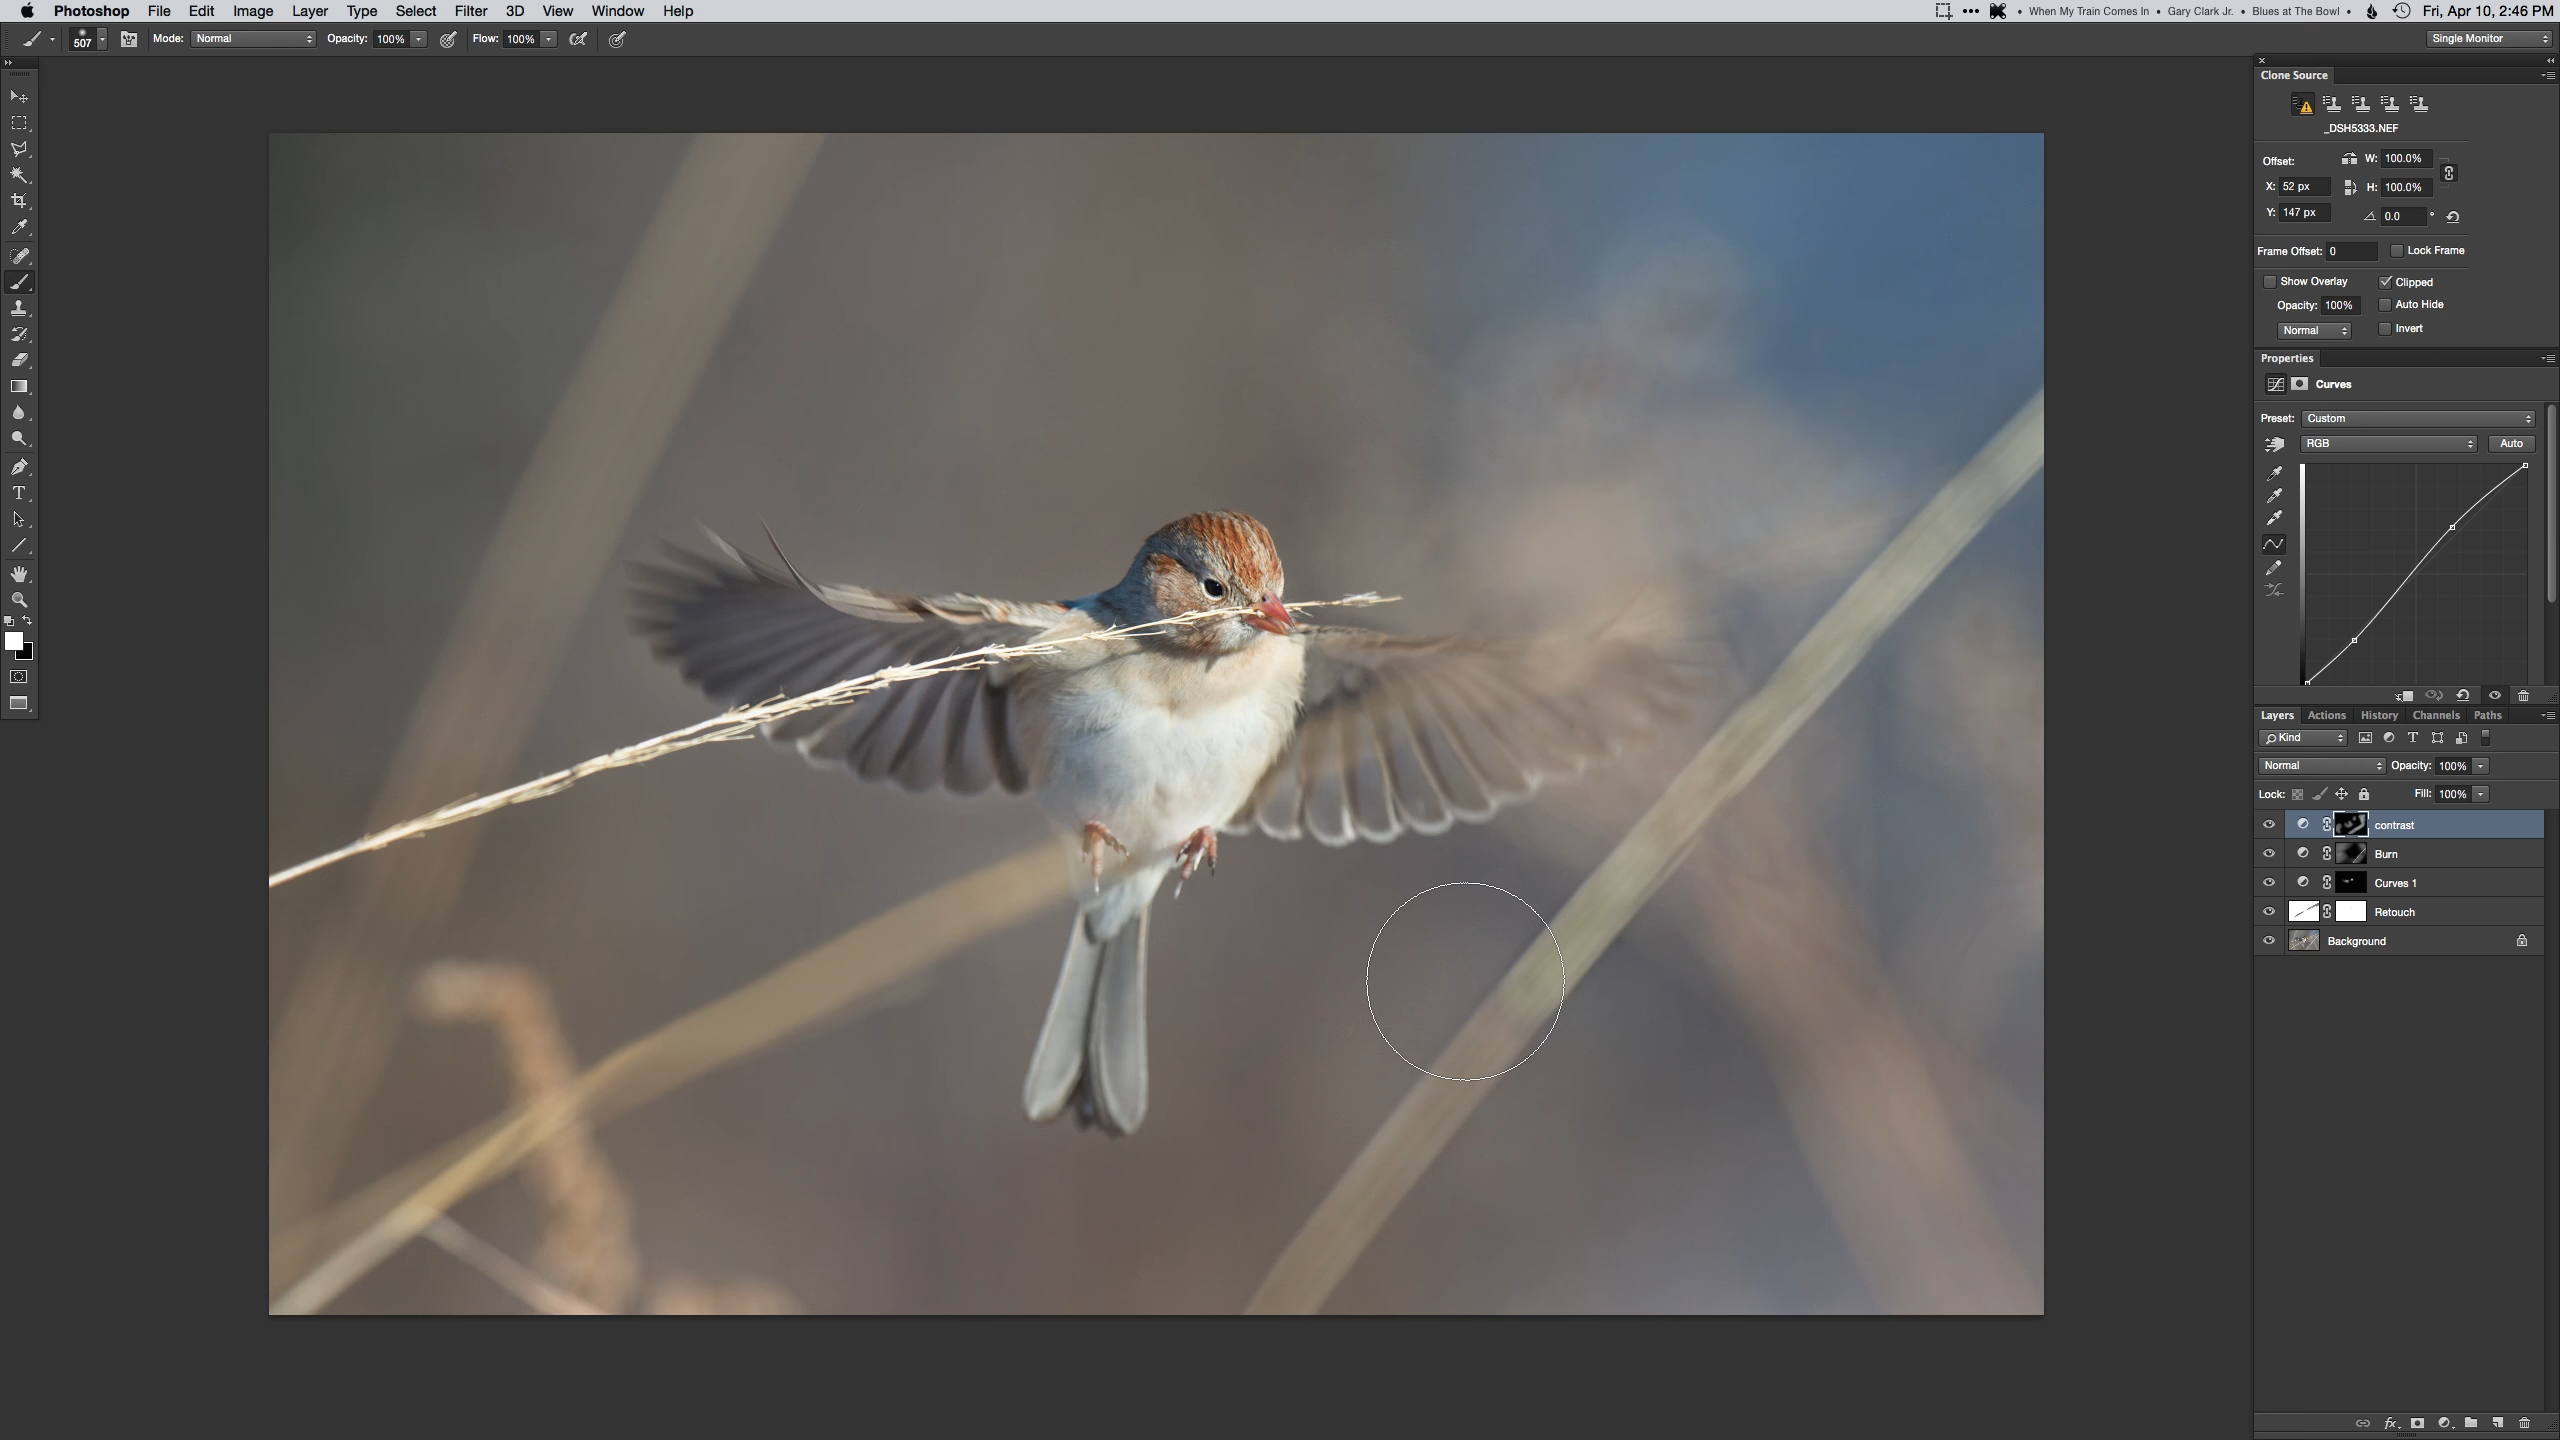 Photoshop File Edit Image Layer Type Select Filter 3D View Window Help • When My Train Comes In • Gary Clark Jr. • Blues at The Bowl • Fri, Apr 10, 2:46 PM
507 Mode: Normal Opacity: 100% Flow: 100% Single Monitor
Clone Source
_DSH5333.NEF
Offset: W: 100.0%
X: 52 px H: 100.0%
Y: 147 px 0.0 °
Frame Offset: 0 Lock Frame
Show Overlay Clipped
Opacity: 100% Auto Hide
Normal Invert
Properties
Curves
Preset: Custom
RGB Auto
Layers Actions History Channels Paths
Kind
Normal Opacity: 100%
Lock: Fill: 100%
contrast
Burn
Curves 1
Retouch
Background
fx